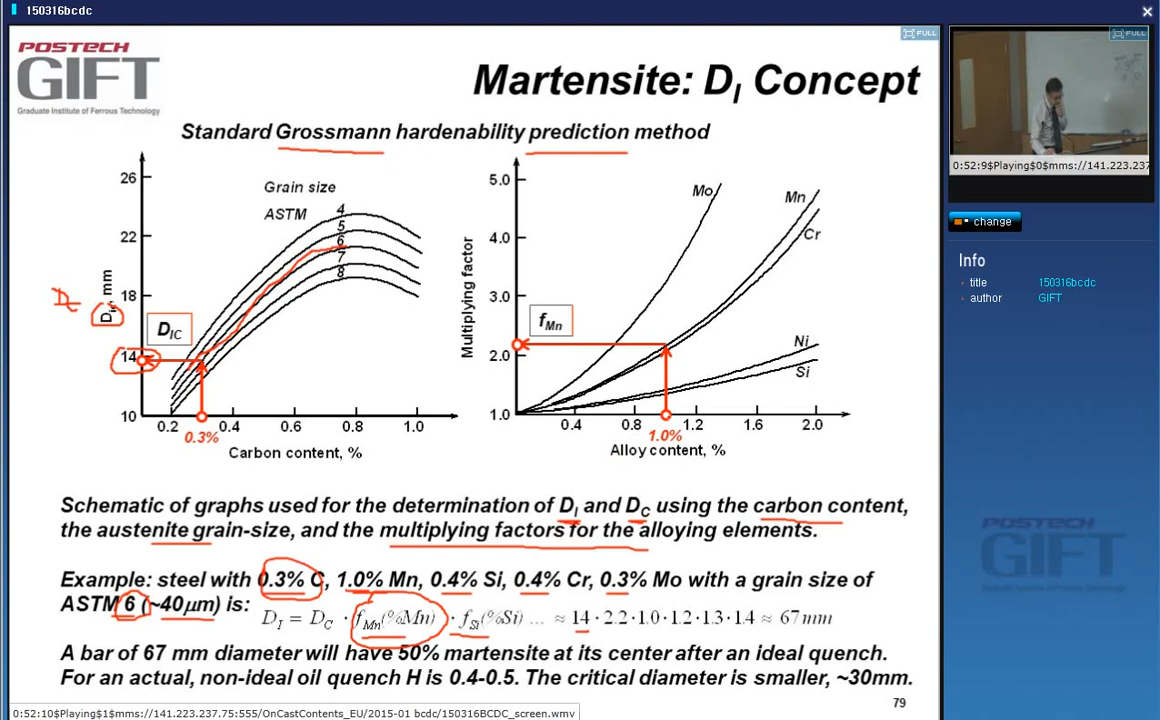 150316bcdc
POSTECH
GIFT
Graduate Institute of Ferrous Technology
FULL
FULL
Martensite: DI Concept
Standard Grossmann hardenability prediction method
26
22
18
14
10
mm
DIC
Grain size
ASTM
4
5
6
7
8
0.2
0.4
0.6
0.8
1.0
0.3%
Carbon content, %
Multiplying factor
5.0
4.0
3.0
2.0
1.0
fMn
Mo
Mn
Cr
Ni
Si
0.4
0.8
1.2
1.6
2.0
1.0%
Alloy content, %
Schematic of graphs used for the determination of DI and DC using the carbon content,
the austenite grain-size, and the multiplying factors for the alloying elements.
Example: steel with 0.3% C, 1.0% Mn, 0.4% Si, 0.4% Cr, 0.3% Mo with a grain size of
ASTM 6 (~40μm) is:
DI = DC · fMn(%Mn) · fSi(%Si) ... ≈ 14 · 2.2 · 1.0 · 1.2 · 1.3 · 1.4 ≈ 67mm
A bar of 67 mm diameter will have 50% martensite at its center after an ideal quench.
For an actual, non-ideal oil quench H is 0.4-0.5. The critical diameter is smaller, ~30mm.
79
0:52:10$Playing$1$mms://141.223.237.75:555/OnCastContents_EU/2015-01 bcdc/150316BCDC_screen.wmv
0:52:9$Playing$0$mms://141.223.237
change
Info
title 150316bcdc
author GIFT
POSTECH
GIFT